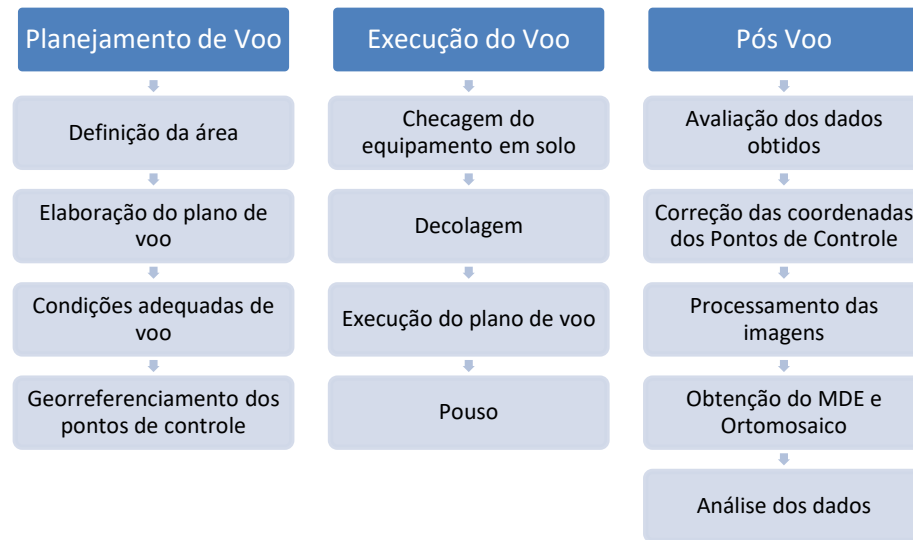 Planejamento de Voo
Definição da área
Elaboração do plano de
voo
Condições adequadas de
voo
Georreferenciamento dos
pontos de controle
Execução do Voo
Checagem do
equipamento em solo
Decolagem
Execução do plano de voo
Pouso
Pós Voo
Avaliação dos dados
obtidos
Correção das coordenadas
dos Pontos de Controle
Processamento das
imagens
Obtenção do MDE e
Ortomosaico
Análise dos dados